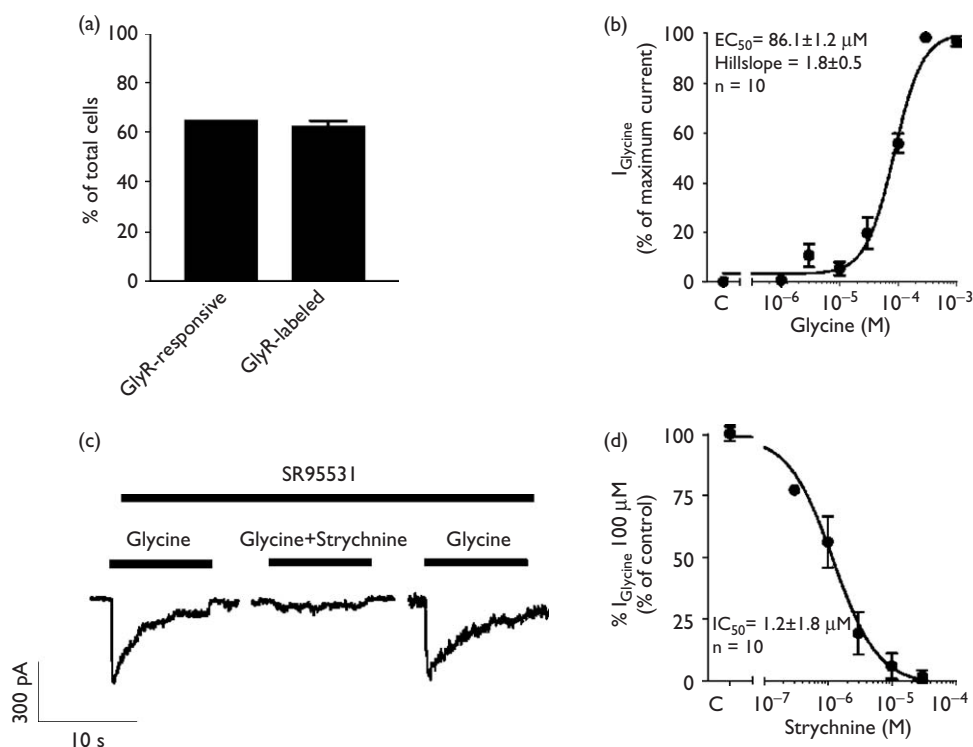 (a)
100
80
60
40
20
0
% of total cells
GlyR-responsive
GlyR-labeled
(b)
100
80
60
40
20
0
I_Glycine
(% of maximum current)
EC₅₀= 86.1±1.2 μM
Hillslope = 1.8±0.5
n = 10
C 10⁻⁶ 10⁻⁵ 10⁻⁴ 10⁻³
Glycine (M)
(c)
SR95531
Glycine Glycine+Strychnine Glycine
300 pA
10 s
(d)
100
75
50
25
0
% I_Glycine 100 μM
(% of control)
IC₅₀= 1.2±1.8 μM
n = 10
C 10⁻⁷ 10⁻⁶ 10⁻⁵ 10⁻⁴
Strychnine (M)